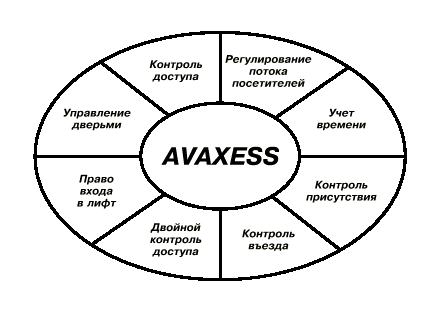 Контроль
доступа
Регулирование
потока
посетителей
Управление
дверьми
Учет
времени
AVAXESS
Право
входа
в лифт
Контроль
присутствия
Двойной
контроль
доступа
Контроль
въезда